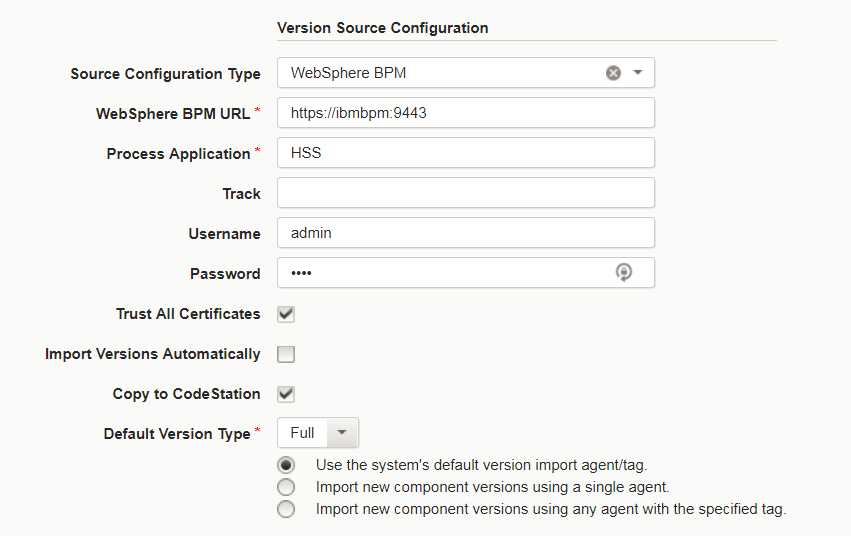 Version Source Configuration
Source Configuration Type WebSphere BPM
WebSphere BPM URL * https://ibmbpm:9443
Process Application * HSS
Track
Username admin
Password ••••
Trust All Certificates
Import Versions Automatically
Copy to CodeStation
Default Version Type * Full
Use the system's default version import agent/tag.
Import new component versions using a single agent.
Import new component versions using any agent with the specified tag.